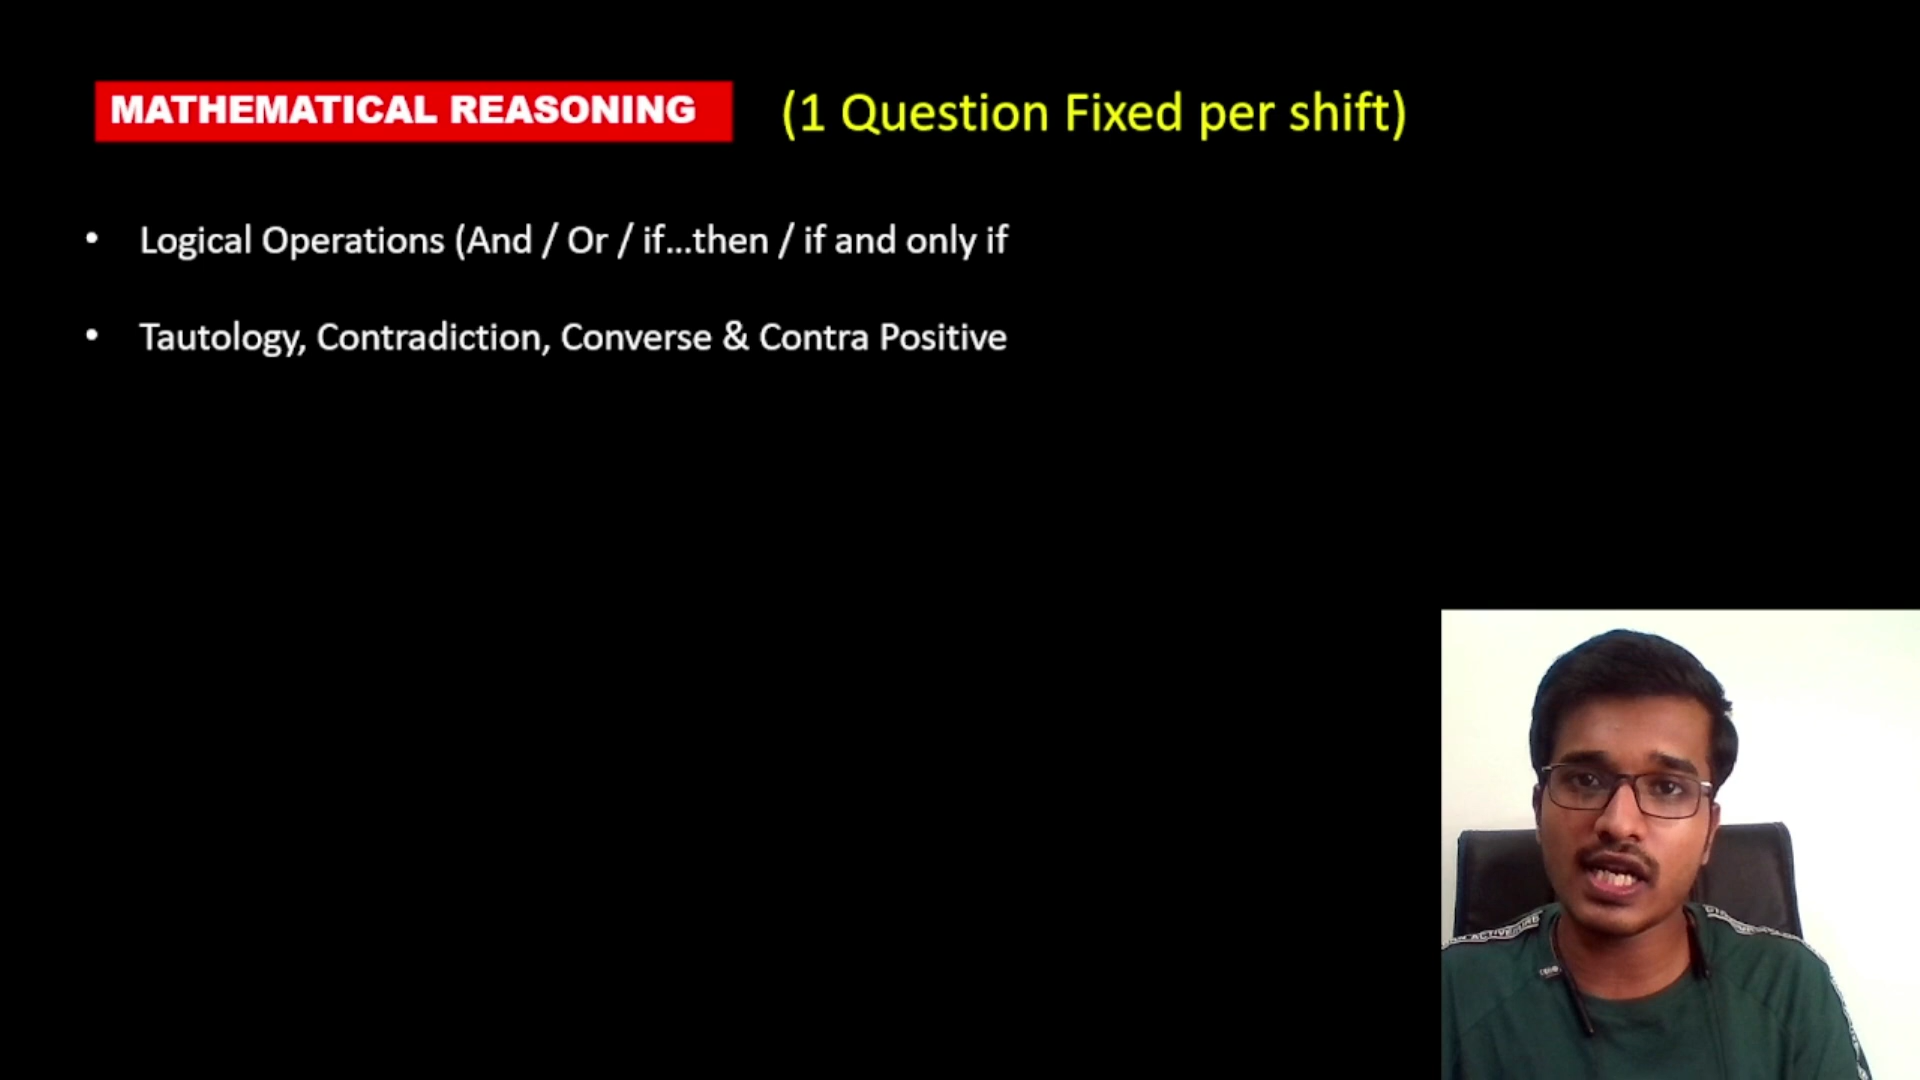 MATHEMATICAL REASONING (1 Question Fixed per shift)
• Logical Operations (And / Or / if...then / if and only if
• Tautology, Contradiction, Converse & Contra Positive